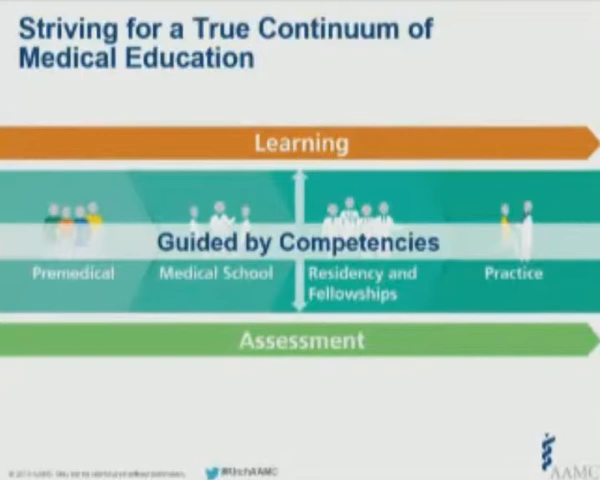 Striving for a True Continuum of
Medical Education
Learning
Guided by Competencies
Premedical
Medical School
Residency and
Fellowships
Practice
Assessment
AAMC